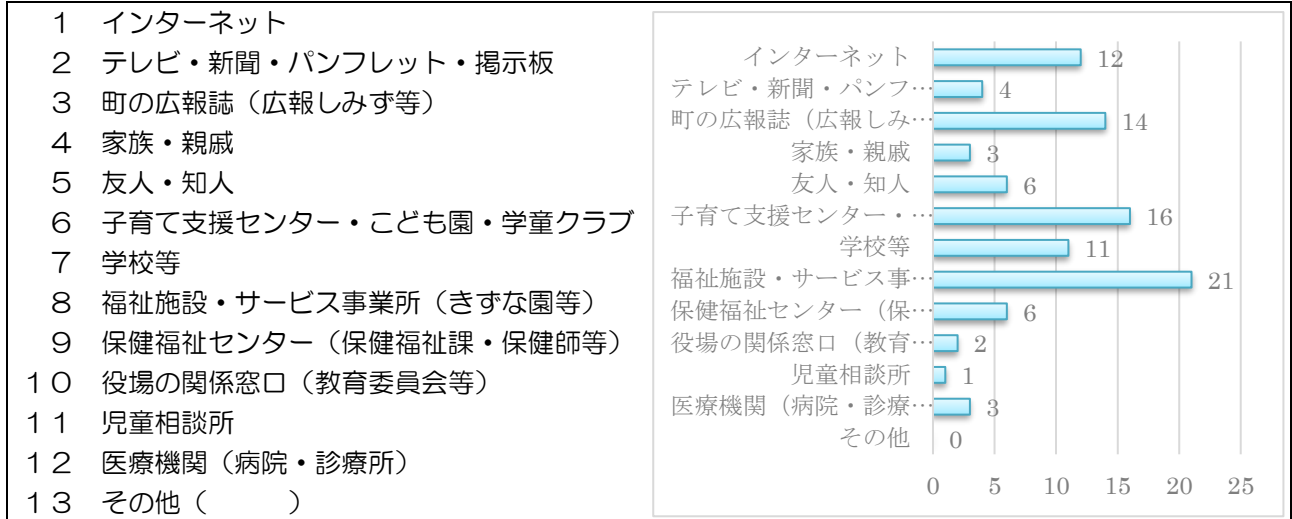 １　インターネット
２　テレビ・新聞・パンフレット・掲示板
３　町の広報誌（広報しみず等）
４　家族・親戚
５　友人・知人
６　子育て支援センター・こども園・学童クラブ
７　学校等
８　福祉施設・サービス事業所（きずな園等）
９　保健福祉センター（保健福祉課・保健師等）
１０　役場の関係窓口（教育委員会等）
１１　児童相談所
１２　医療機関（病院・診療所）
１３　その他（　　　）
インターネット 12
テレビ・新聞・パンフ… 4
町の広報誌（広報しみ… 14
家族・親戚 3
友人・知人 6
子育て支援センター・… 16
学校等 11
福祉施設・サービス事… 21
保健福祉センター（保… 6
役場の関係窓口（教育… 2
児童相談所 1
医療機関（病院・診療… 3
その他 0
0 5 10 15 20 25